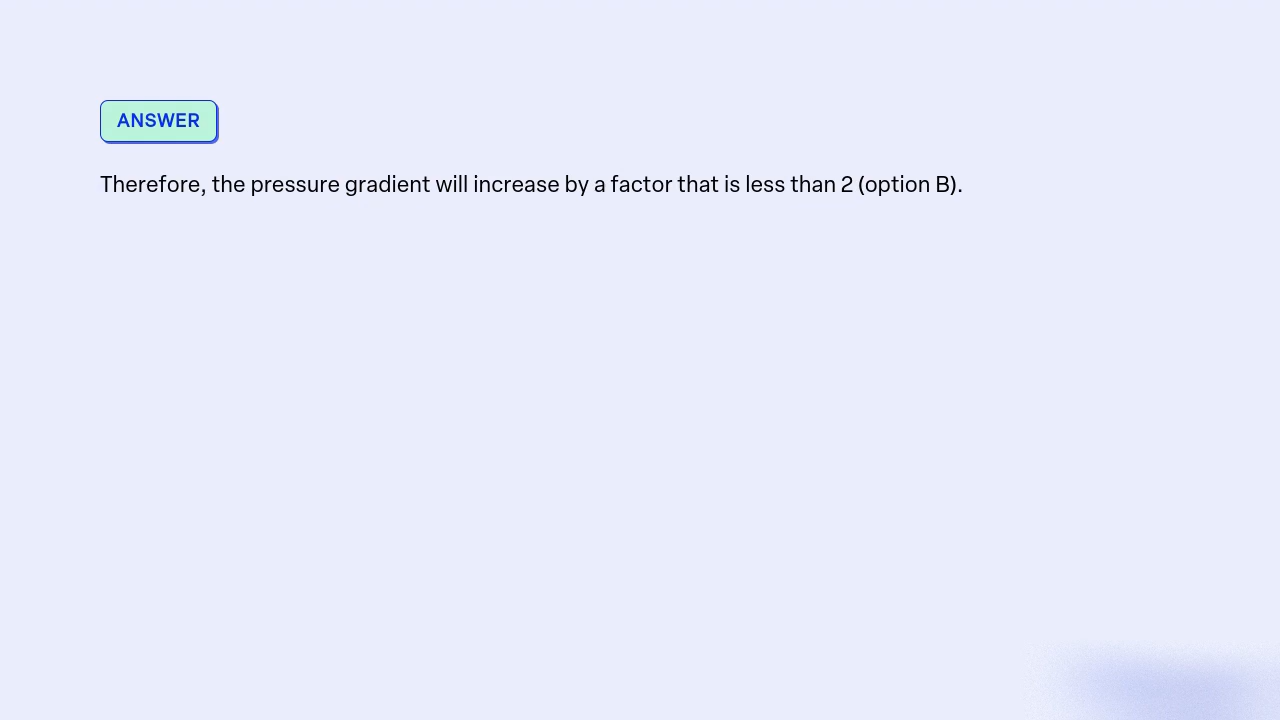 ANSWER
Therefore, the pressure gradient will increase by a factor that is less than 2 (option B).